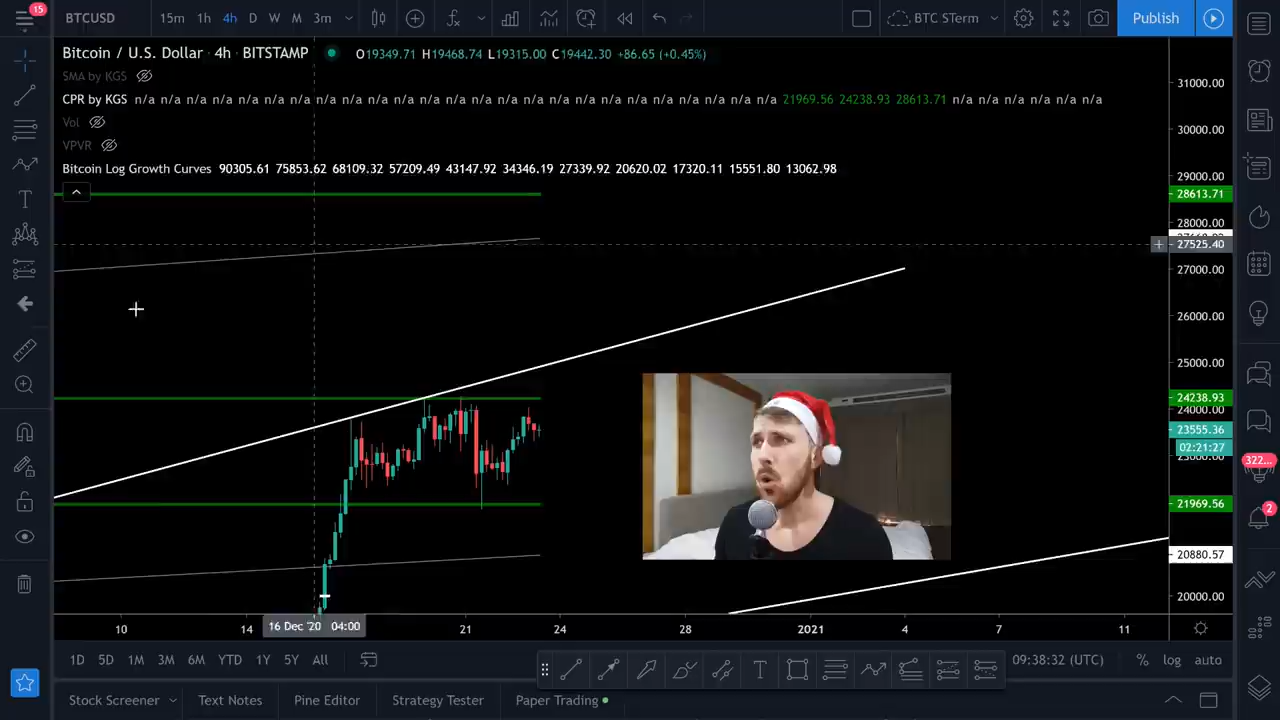 15
BTCUSD 15m 1h 4h D W M 3m BTC STerm Publish
Bitcoin / U.S. Dollar · 4h · BITSTAMP O19349.71 H19468.74 L19315.00 C19442.30 +86.65 (+0.45%)
SMA by KGS
CPR by KGS n/a n/a n/a n/a n/a n/a n/a n/a n/a n/a n/a n/a n/a n/a n/a n/a n/a n/a n/a n/a n/a n/a n/a n/a n/a 21969.56 24238.93 28613.71 n/a n/a n/a n/a n/a n/a
Vol
VPVR
Bitcoin Log Growth Curves 90305.61 75853.62 68109.32 57209.49 43147.92 34346.19 27339.92 20620.02 17320.11 15551.80 13062.98
31000.00
30000.00
29000.00
28613.71
28000.00
27525.40
27000.00
26000.00
25000.00
24238.93
24000.00
23555.36
02:21:27
23000.00
322...
21969.56
2
20880.57
20000.00
10 14 16 Dec '20 04:00 21 24 28 2021 4 7 11
1D 5D 1M 3M 6M YTD 1Y 5Y All 09:38:32 (UTC) % log auto
T
Stock Screener Text Notes Pine Editor Strategy Tester Paper Trading